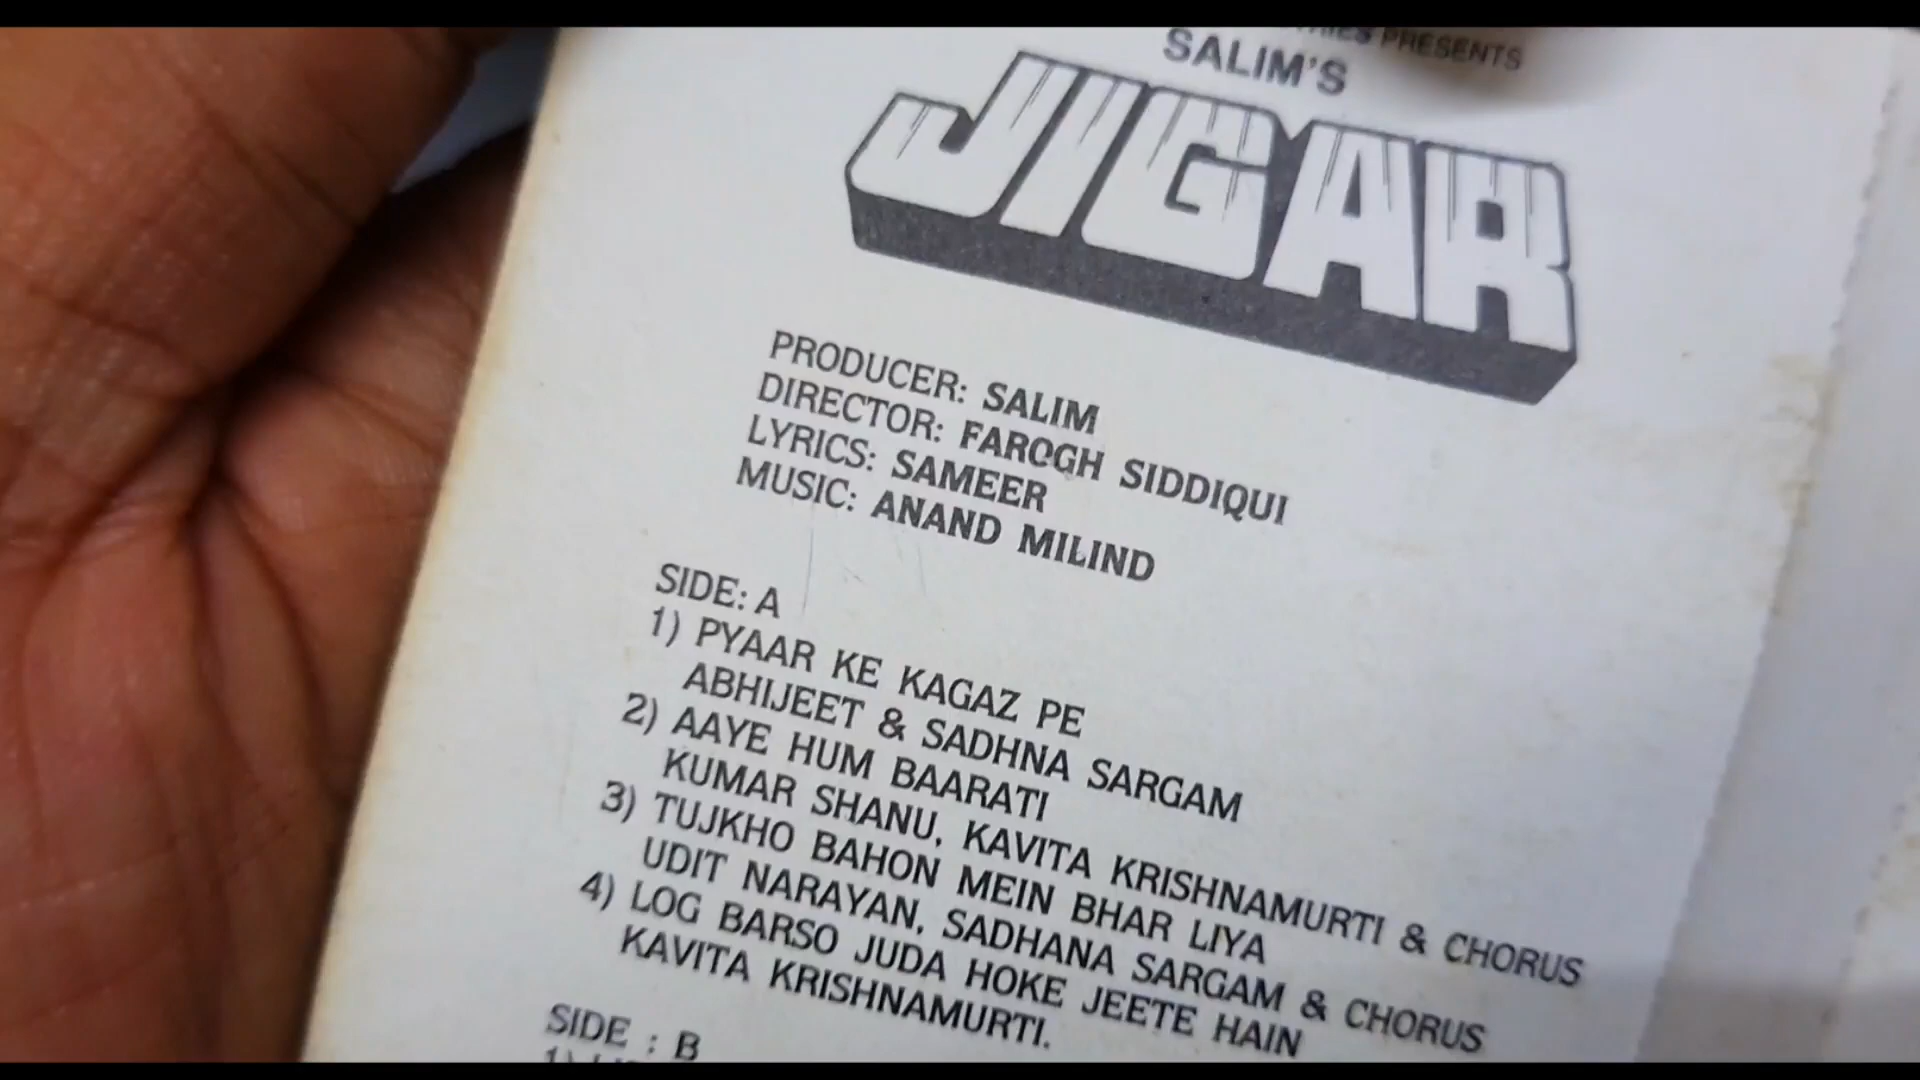 PRESENTS
SALIM'S
JIGAR
PRODUCER: SALIM
DIRECTOR: FAROGH SIDDIQUI
LYRICS: SAMEER
MUSIC: ANAND MILIND
SIDE: A
1) PYAAR KE KAGAZ PE
ABHIJEET & SADHNA SARGAM
2) AAYE HUM BAARATI
KUMAR SHANU, KAVITA KRISHNAMURTI & CHORUS
3) TUJKHO BAHON MEIN BHAR LIYA
UDIT NARAYAN, SADHANA SARGAM & CHORUS
4) LOG BARSO JUDA HOKE JEETE HAIN
KAVITA KRISHNAMURTI.
SIDE : B